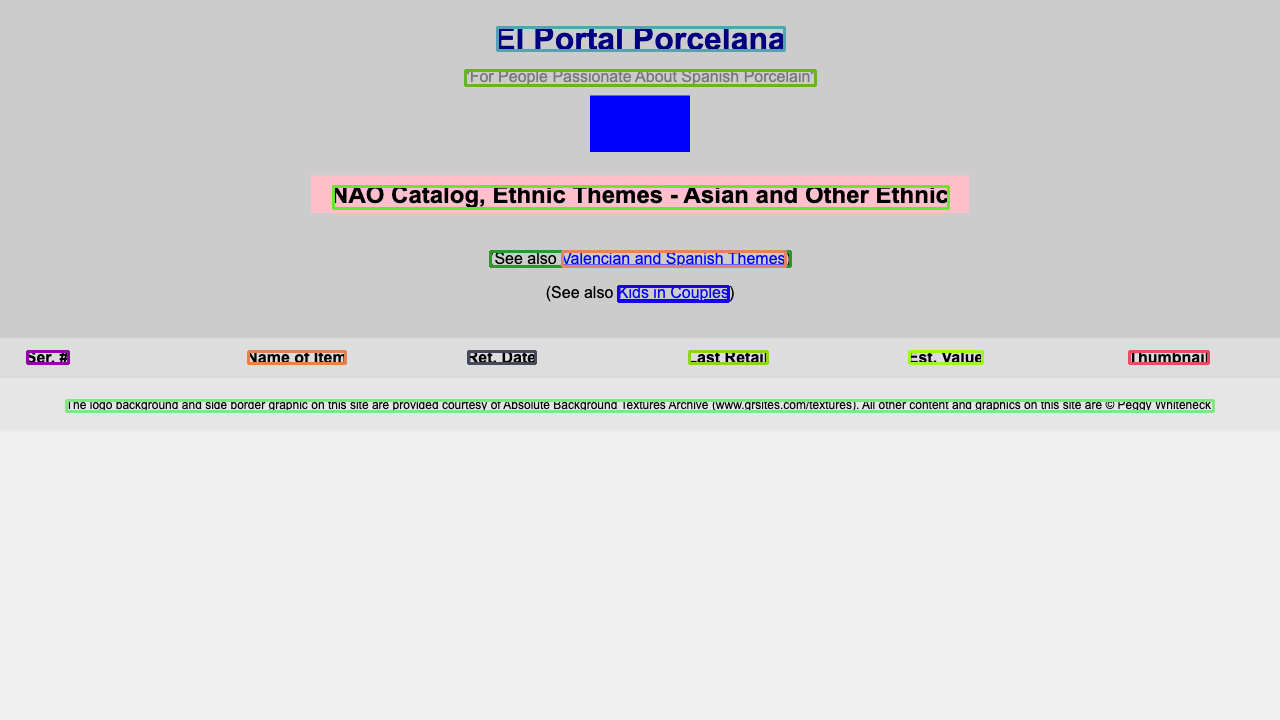 El Portal Porcelana
"For People Passionate About Spanish Porcelain"
NAO Catalog, Ethnic Themes - Asian and Other Ethnic
(See also Valencian and Spanish Themes)
(See also Kids in Couples)
Ser. # Name of Item Ret. Date Last Retail Est. Value Thumbnail
The logo background and side border graphic on this site are provided courtesy of Absolute Background Textures Archive (www.grsites.com/textures). All other content and graphics on this site are © Peggy Whiteneck.